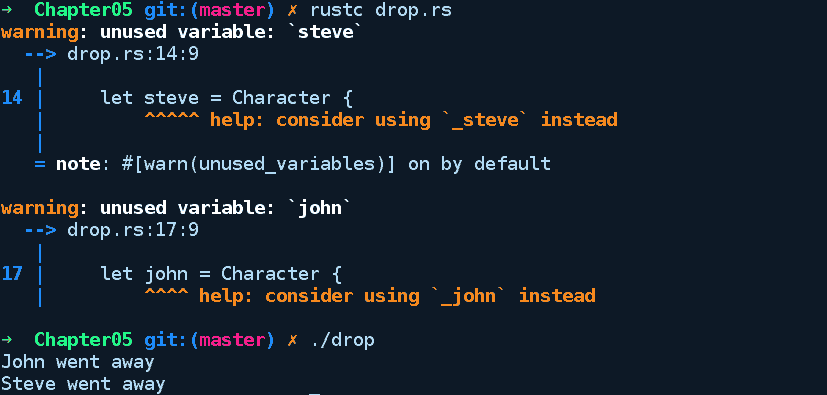 ➜  Chapter05 git:(master) ✗ rustc drop.rs
warning: unused variable: `steve`
  --> drop.rs:14:9
   |
14 |     let steve = Character {
   |         ^^^^^ help: consider using `_steve` instead
   |
   = note: #[warn(unused_variables)] on by default

warning: unused variable: `john`
  --> drop.rs:17:9
   |
17 |     let john = Character {
   |         ^^^^ help: consider using `_john` instead

➜  Chapter05 git:(master) ✗ ./drop
John went away
Steve went away